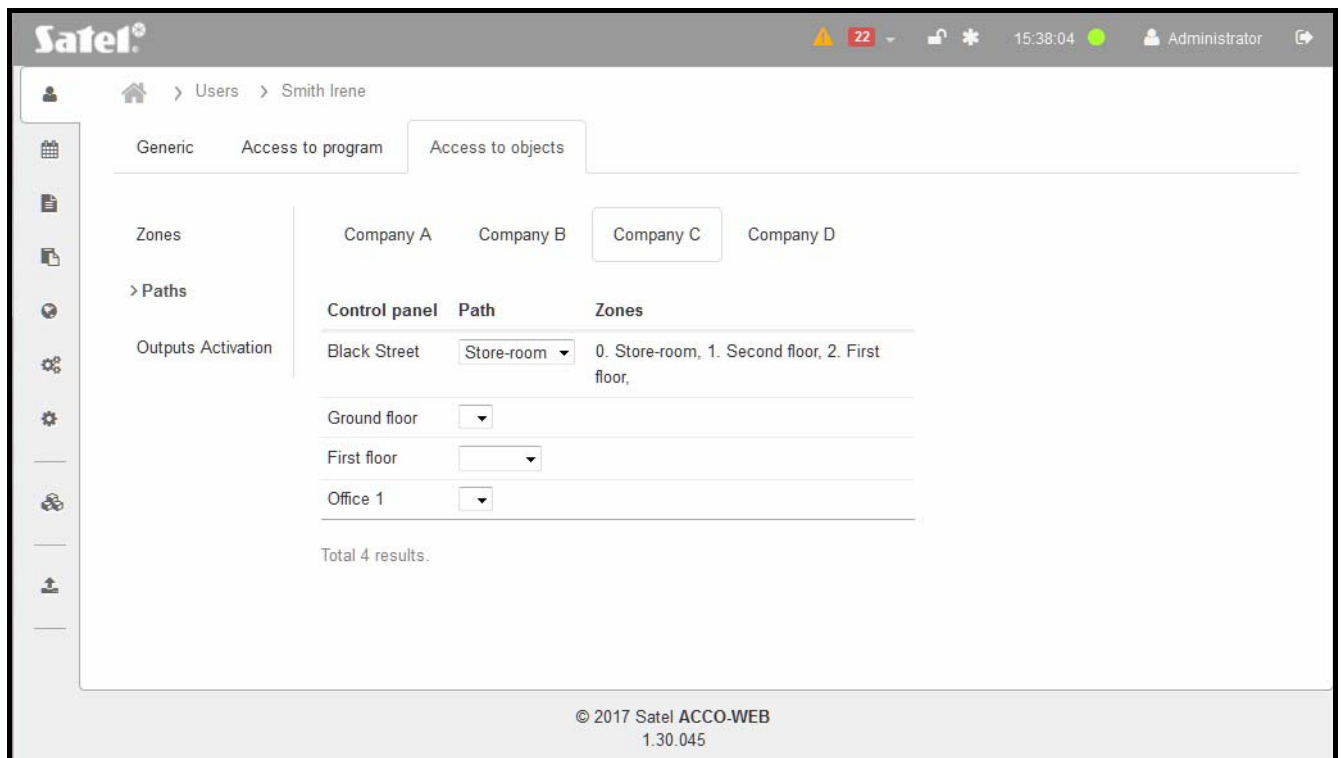 Satel®
22
15:38:04
Administrator
Users > Smith Irene
Generic Access to program Access to objects
Zones
> Paths
Outputs Activation
Company A Company B Company C Company D
Control panel Path Zones
Black Street Store-room 0. Store-room, 1. Second floor, 2. First
floor,
Ground floor
First floor
Office 1
Total 4 results.
© 2017 Satel ACCO-WEB
1.30.045